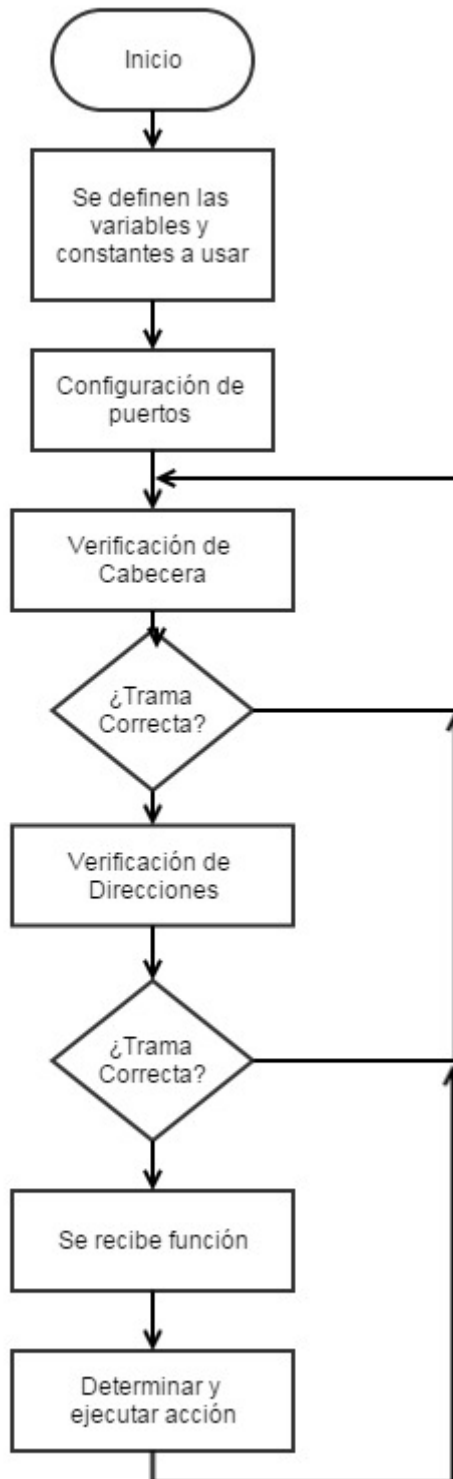 Inicio
Se definen las
variables y
constantes a usar
Configuración de
puertos
Verificación de
Cabecera
¿Trama
Correcta?
Verificación de
Direcciones
¿Trama
Correcta?
Se recibe función
Determinar y
ejecutar acción